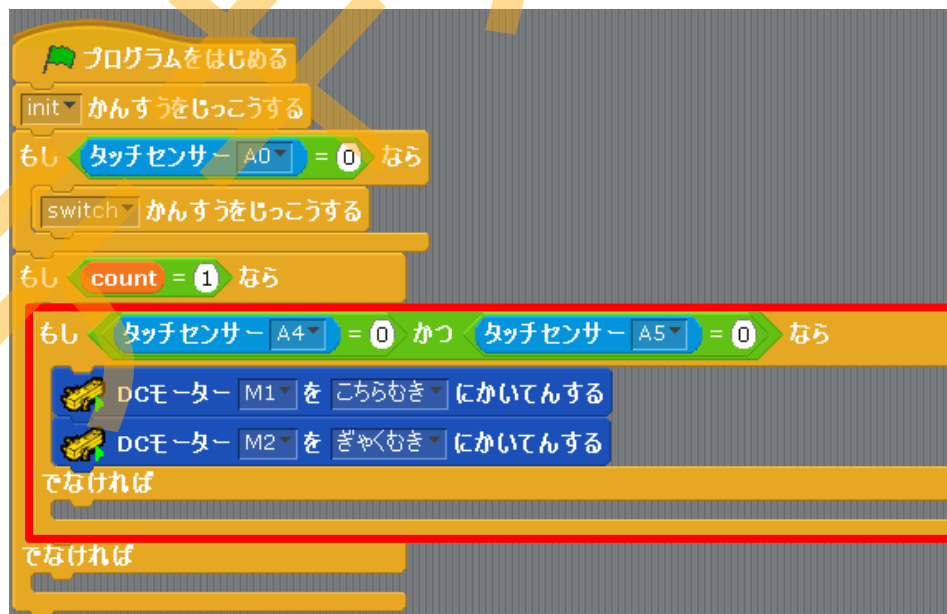 プログラムをはじめる
init かんすうをじっこうする
もし タッチセンサー A0 = 0 なら
switch かんすうをじっこうする
もし count = 1 なら
もし タッチセンサー A4 = 0 かつ タッチセンサー A5 = 0 なら
DCモーター M1 を こちらむき にかいてんする
DCモーター M2 を ぎゃくむき にかいてんする
でなければ
でなければ